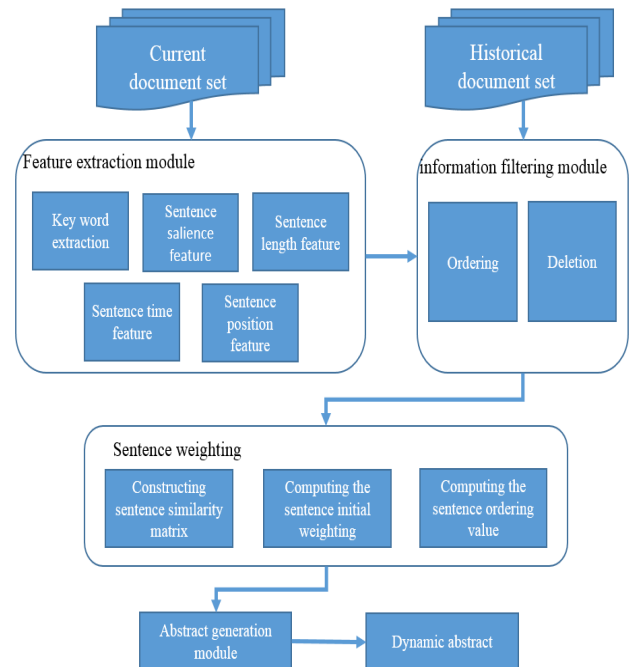 Current
document set
Historical
document set
Feature extraction module
Key word
extraction
Sentence
salience
feature
Sentence
length feature
Sentence time
feature
Sentence
position
feature
information filtering module
Ordering
Deletion
Sentence weighting
Constructing
sentence similarity
matrix
Computing the
sentence initial
weighting
Computing the
sentence ordering
value
Abstract generation
module
Dynamic abstract